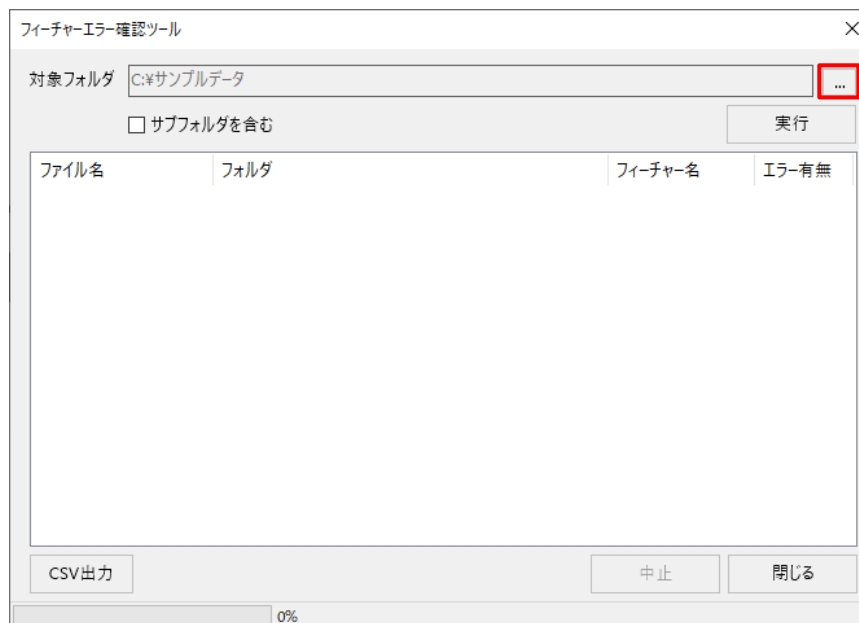 フィーチャーエラー確認ツール
対象フォルダ C:¥サンプルデータ ...
サブフォルダを含む 実行
ファイル名 フォルダ フィーチャー名 エラー有無
CSV出力 中止 閉じる
0%